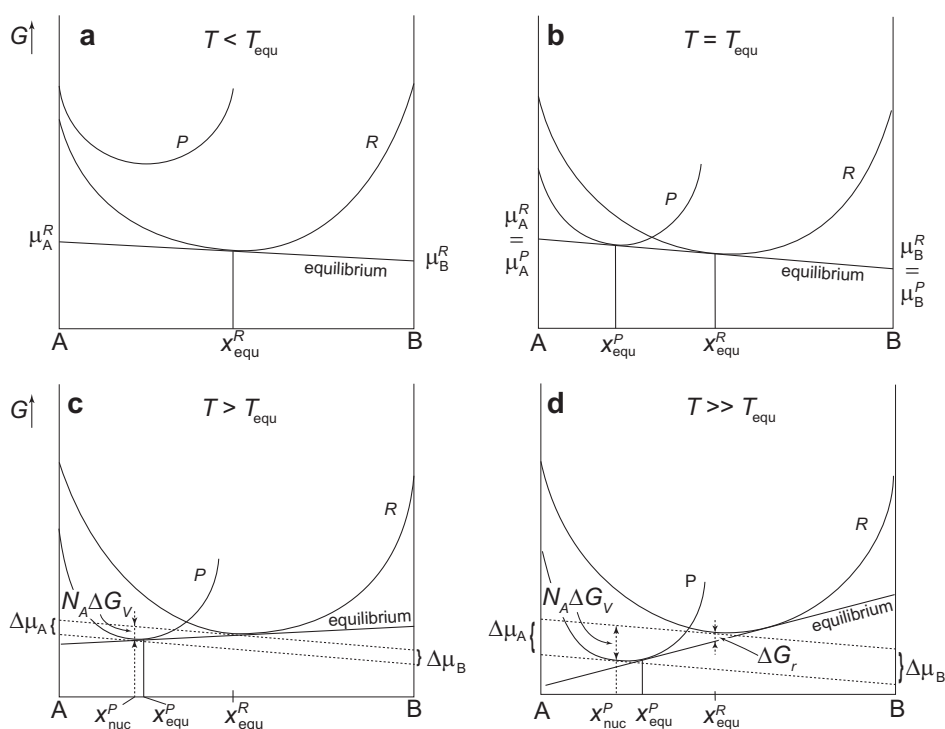 G↑ a T < T_equ
P
R
μ_A^R
equilibrium
μ_B^R
A x_equ^R B
b T = T_equ
P
R
μ_A^R
=
μ_A^P
μ_B^R
=
μ_B^P
equilibrium
A x_equ^P x_equ^R B
G↑ c T > T_equ
R
P
N_AΔG_V
equilibrium
Δμ_A{
}Δμ_B
A x_nuc^P x_equ^P x_equ^R B
d T >> T_equ
R
P
N_AΔG_V
equilibrium
Δμ_A{
ΔG_r
}Δμ_B
A x_nuc^P x_equ^P x_equ^R B